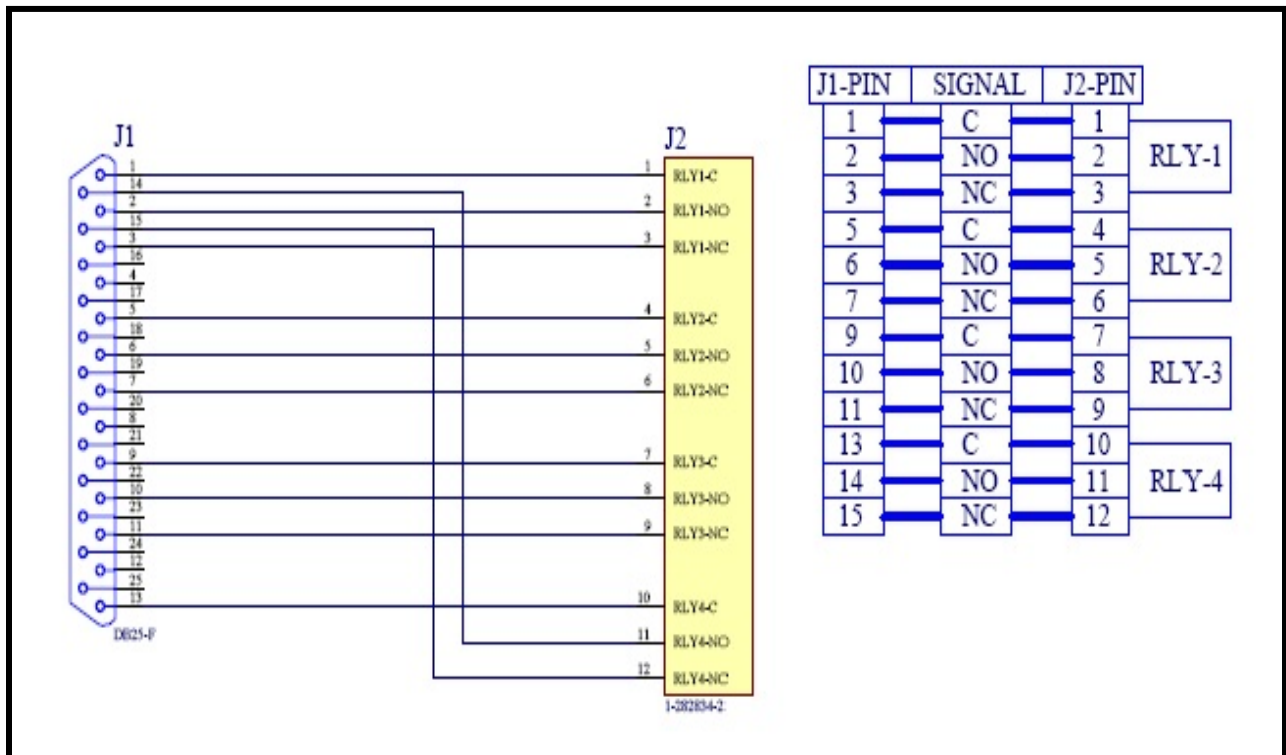 J1
1
14
2
15
3
16
4
17
5
18
6
19
7
20
8
21
9
22
10
23
11
24
12
25
13
DB25-F
J2
1 RLY1-C
2 RLY1-NO
3 RLY1-NC
4 RLY2-C
5 RLY2-NO
6 RLY2-NC
7 RLY3-C
8 RLY3-NO
9 RLY3-NC
10 RLY4-C
11 RLY4-NO
12 RLY4-NC
1-282834-2
J1-PIN SIGNAL J2-PIN
1 C 1
2 NO 2
3 NC 3
RLY-1
5 C 4
6 NO 5
7 NC 6
RLY-2
9 C 7
10 NO 8
11 NC 9
RLY-3
13 C 10
14 NO 11
15 NC 12
RLY-4